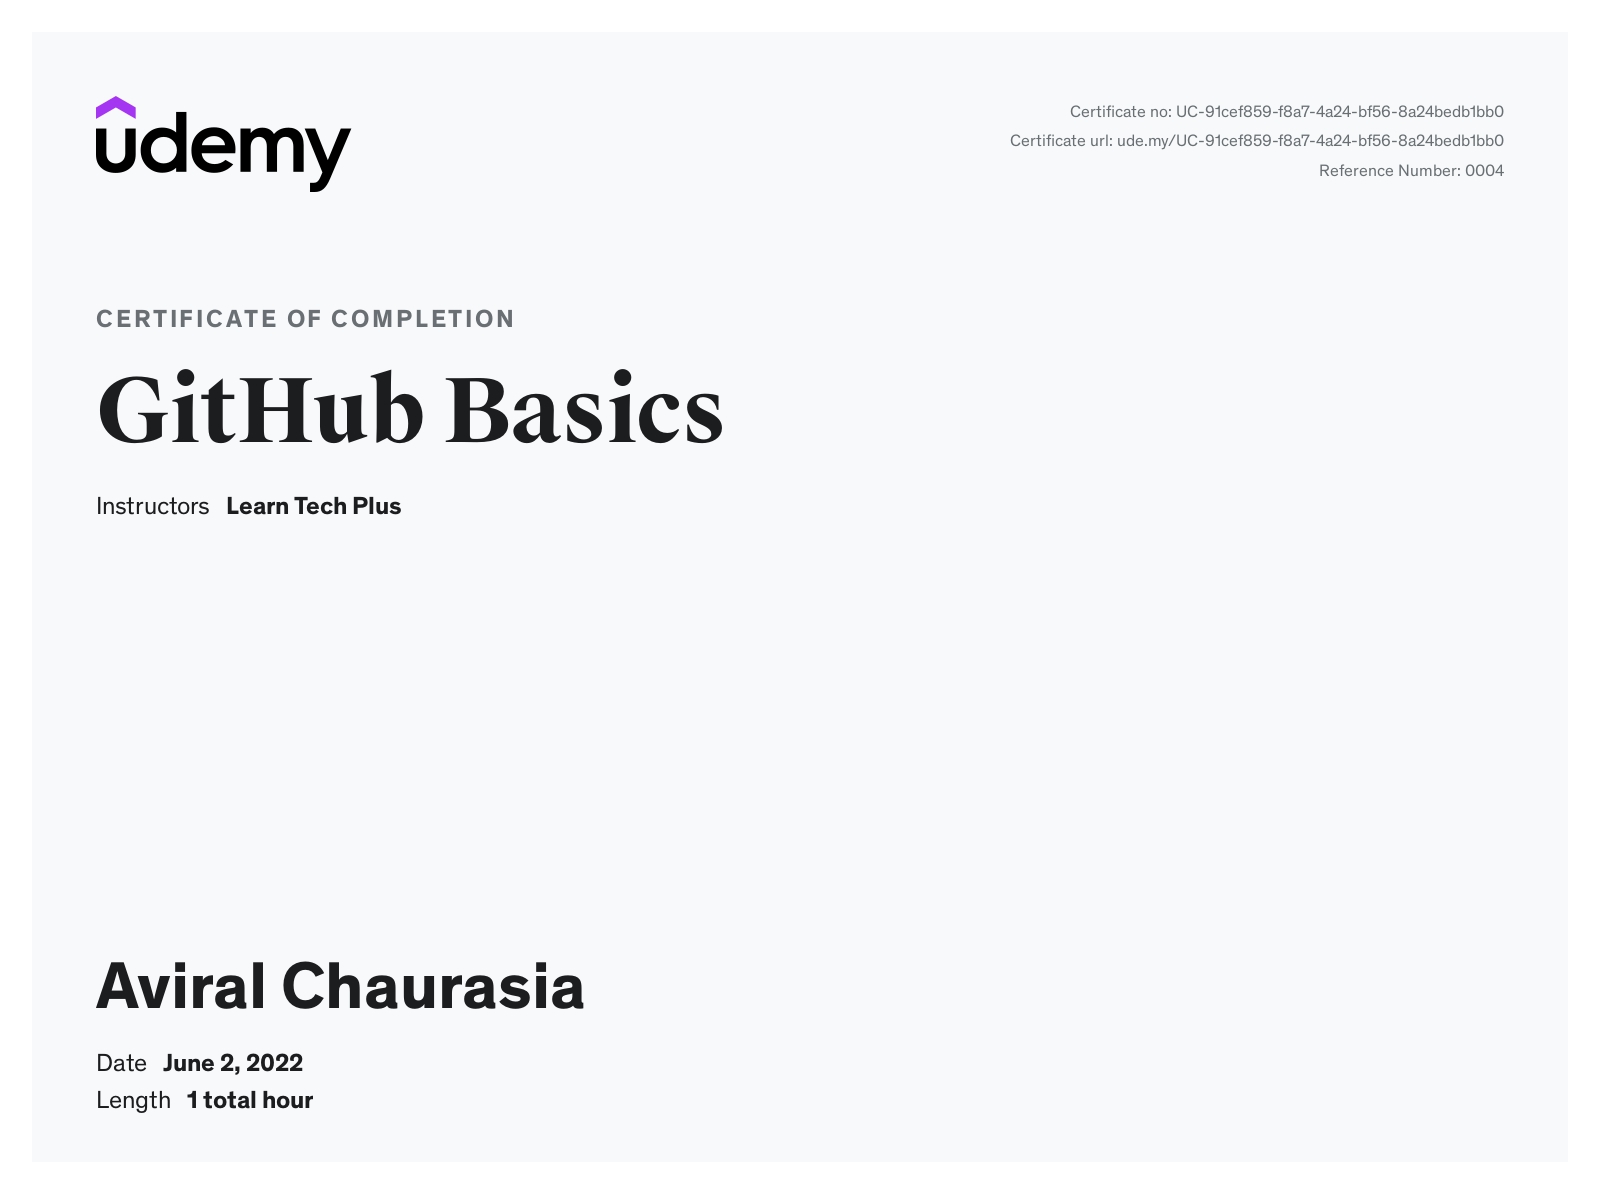 udemy
Certificate no: UC-91cef859-f8a7-4a24-bf56-8a24bedb1bb0
Certificate url: ude.my/UC-91cef859-f8a7-4a24-bf56-8a24bedb1bb0
Reference Number: 0004
CERTIFICATE OF COMPLETION
GitHub Basics
Instructors Learn Tech Plus
Aviral Chaurasia
Date June 2, 2022
Length 1 total hour